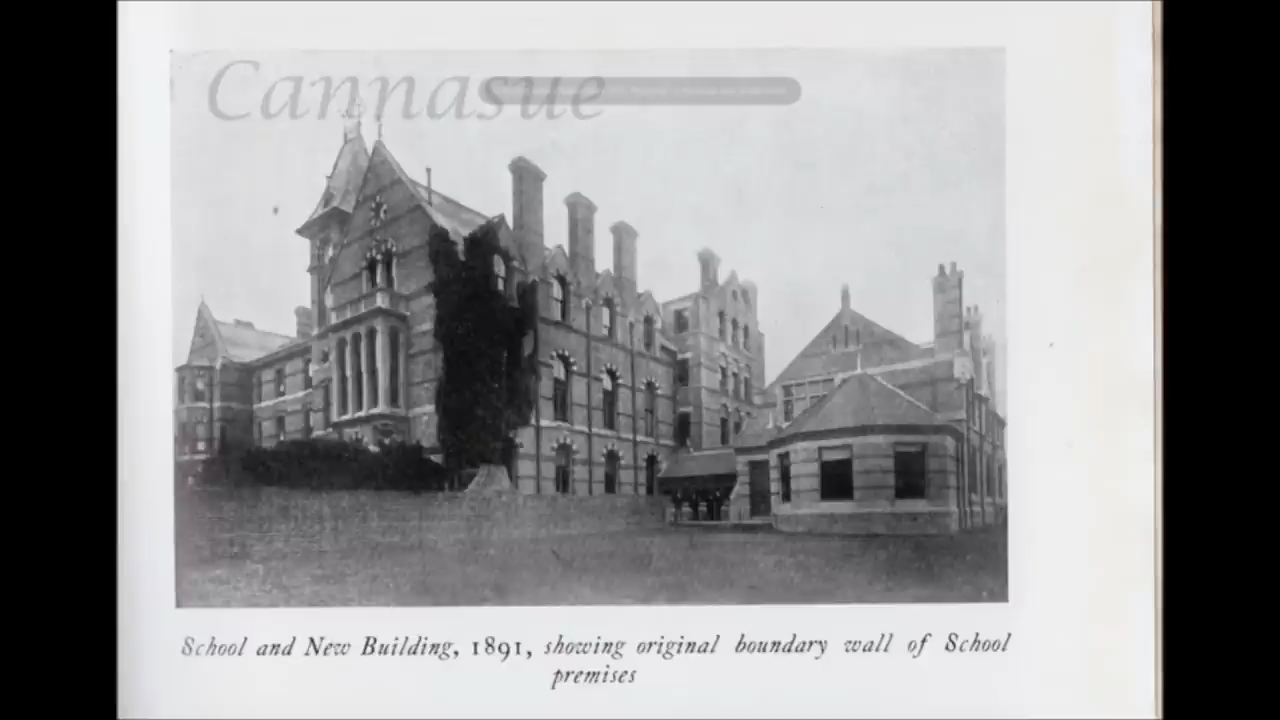 Cannasue
School and New Building, 1891, showing original boundary wall of School
premises